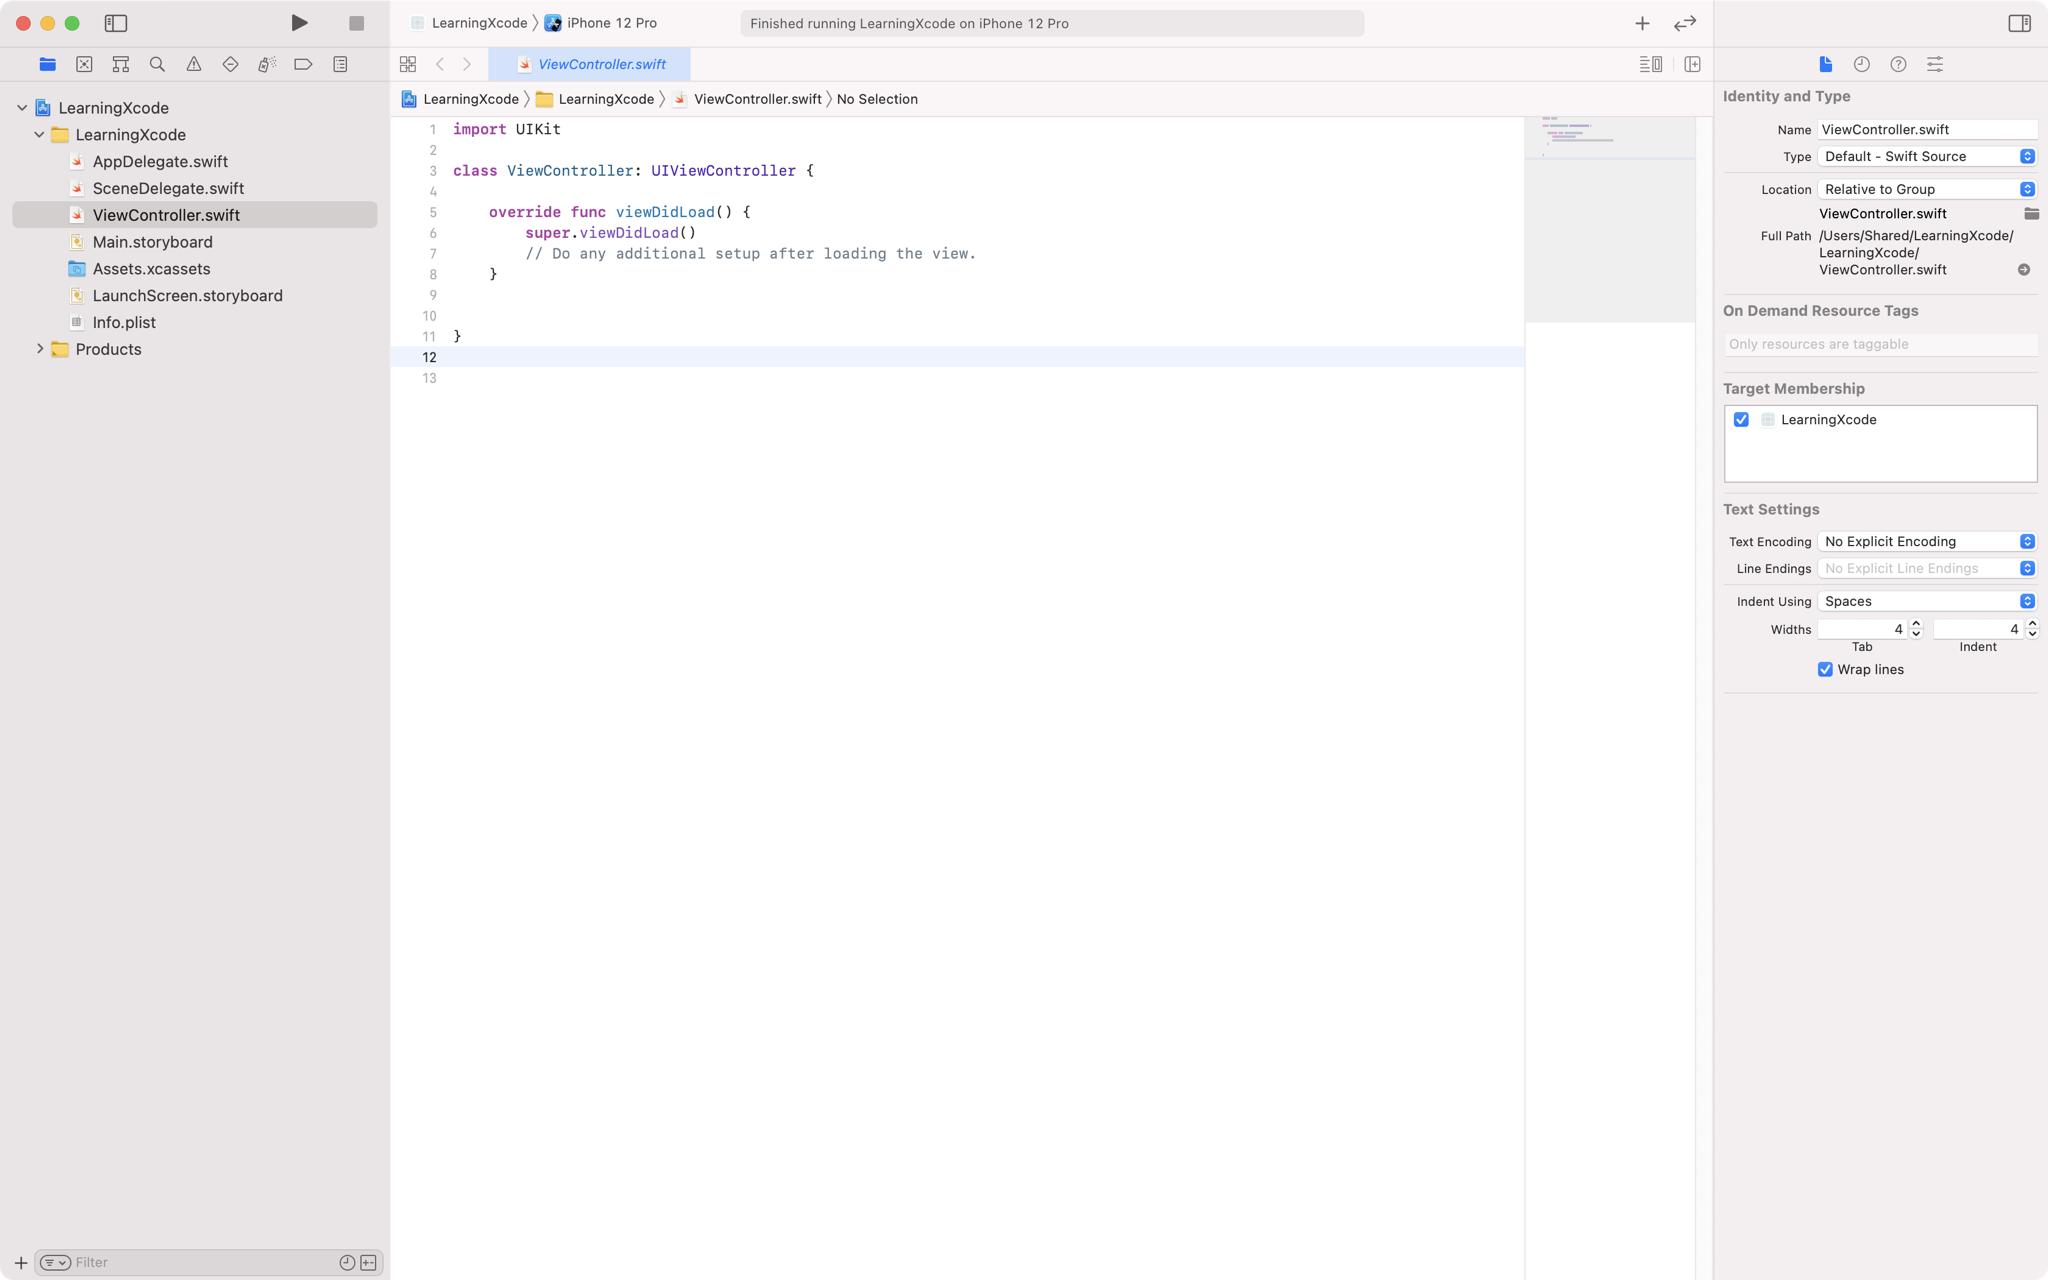 LearningXcode
iPhone 12 Pro
Finished running LearningXcode on iPhone 12 Pro
ViewController.swift
LearningXcode
LearningXcode
ViewController.swift
No Selection
LearningXcode
LearningXcode
AppDelegate.swift
SceneDelegate.swift
ViewController.swift
Main.storyboard
Assets.xcassets
LaunchScreen.storyboard
Info.plist
Products
Filter
1 import UIKit
2
3 class ViewController: UIViewController {
4
5     override func viewDidLoad() {
6         super.viewDidLoad()
7         // Do any additional setup after loading the view.
8     }
9
10
11 }
12
13
Identity and Type
Name ViewController.swift
Type Default - Swift Source
Location Relative to Group
ViewController.swift
Full Path /Users/Shared/LearningXcode/
LearningXcode/
ViewController.swift
On Demand Resource Tags
Only resources are taggable
Target Membership
LearningXcode
Text Settings
Text Encoding No Explicit Encoding
Line Endings No Explicit Line Endings
Indent Using Spaces
Widths 4 4
Tab Indent
Wrap lines